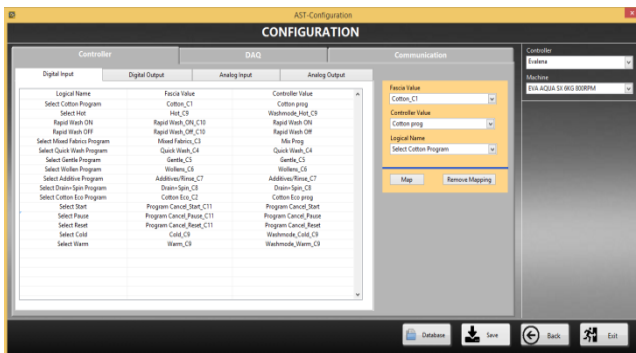 AST-Configuration
CONFIGURATION
Controller DAQ Communication
Digital Input Digital Output Analog Input Analog Output
Logical Name Fascia Value Controller Value
Select Cotton Program Cotton_C1 Cotton prog
Select Hot Hot_C9 Washmode_Hot_C9
Rapid Wash ON Rapid Wash_ON_C10 Rapid Wash ON
Rapid Wash OFF Rapid Wash_Off_C10 Rapid Wash Off
Select Mixed Fabrics Program Mixed Fabrics_C3 Mix Prog
Select Quick Wash Program Quick Wash_C4 Quick Wash_C4
Select Gentle Program Gentle_C5 Gentle_C5
Select Wollen Program Wollens_C6 Wollens_C6
Select Additive Program Additives/Rinse_C7 Additives/Rinse_C7
Select Drain+Spin Program Drain+Spin_C8 Drain+Spin_C8
Select Cotton Eco Program Cotton Eco_C2 Cotton Eco prog
Select Start Program Cancel_Start_C11 Program Cancel_Start
Select Pause Program Cancel_Pause_C11 Program Cancel_Pause
Select Reset Program Cancel_Reset_C11 Program Cancel_Reset
Select Cold Cold_C9 Washmode_Cold_C9
Select Warm Warm_C9 Washmode_Warm_C9
Fascia Value
Cotton_C1
Controller Value
Cotton prog
Logical Name
Select Cotton Program
Map Remove Mapping
Controller
Evalena
Machine
EVA AQUA SX 6KG 800RPM
Database Save Back Exit